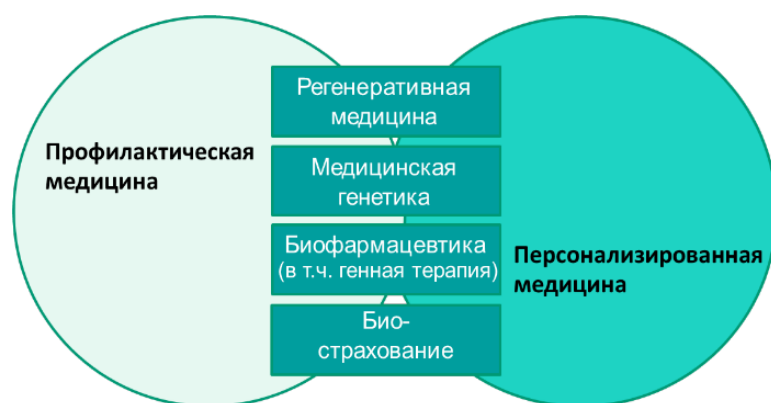 Регенеративная
медицина
Профилактическая
медицина
Медицинская
генетика
Биофармацевтика
(в т.ч. генная терапия)
Персонализированная
медицина
Био-
страхование